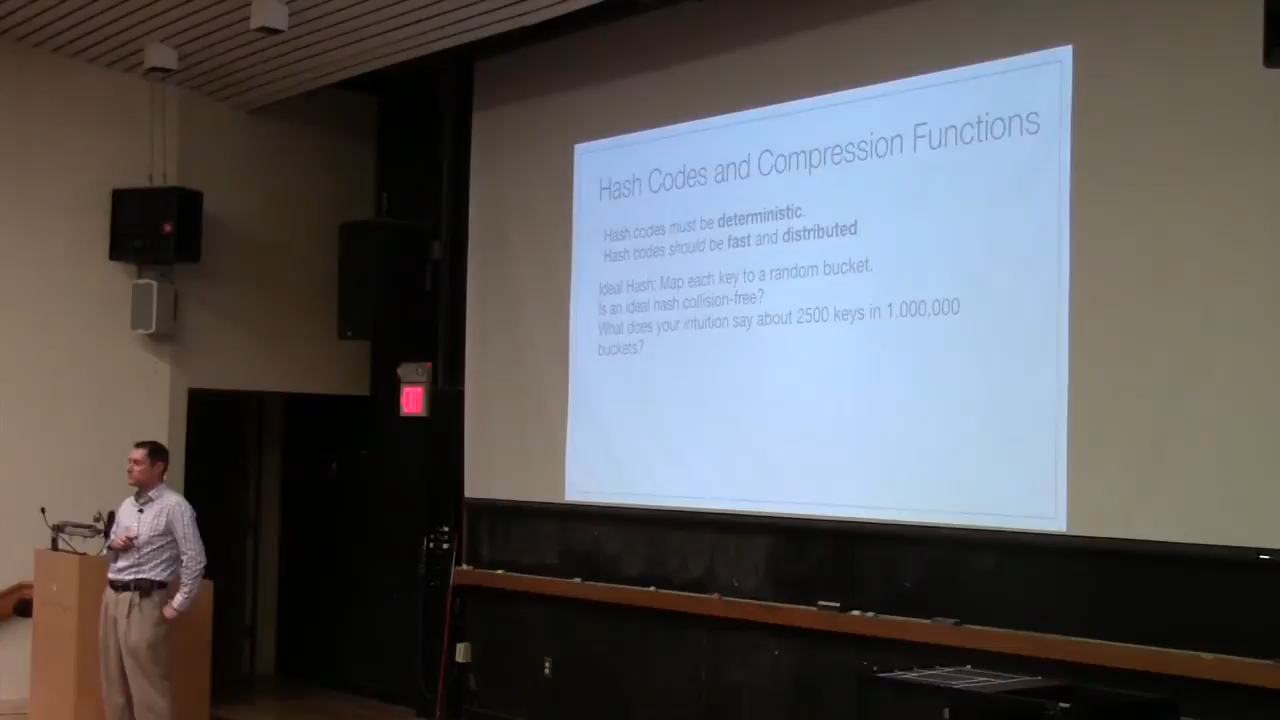 Hash Codes and Compression Functions
Hash codes must be deterministic.
Hash codes should be fast and distributed
Ideal Hash: Map each key to a random bucket.
Is an ideal hash collision-free?
What does your intuition say about 2500 keys in 1,000,000
buckets?
EXIT